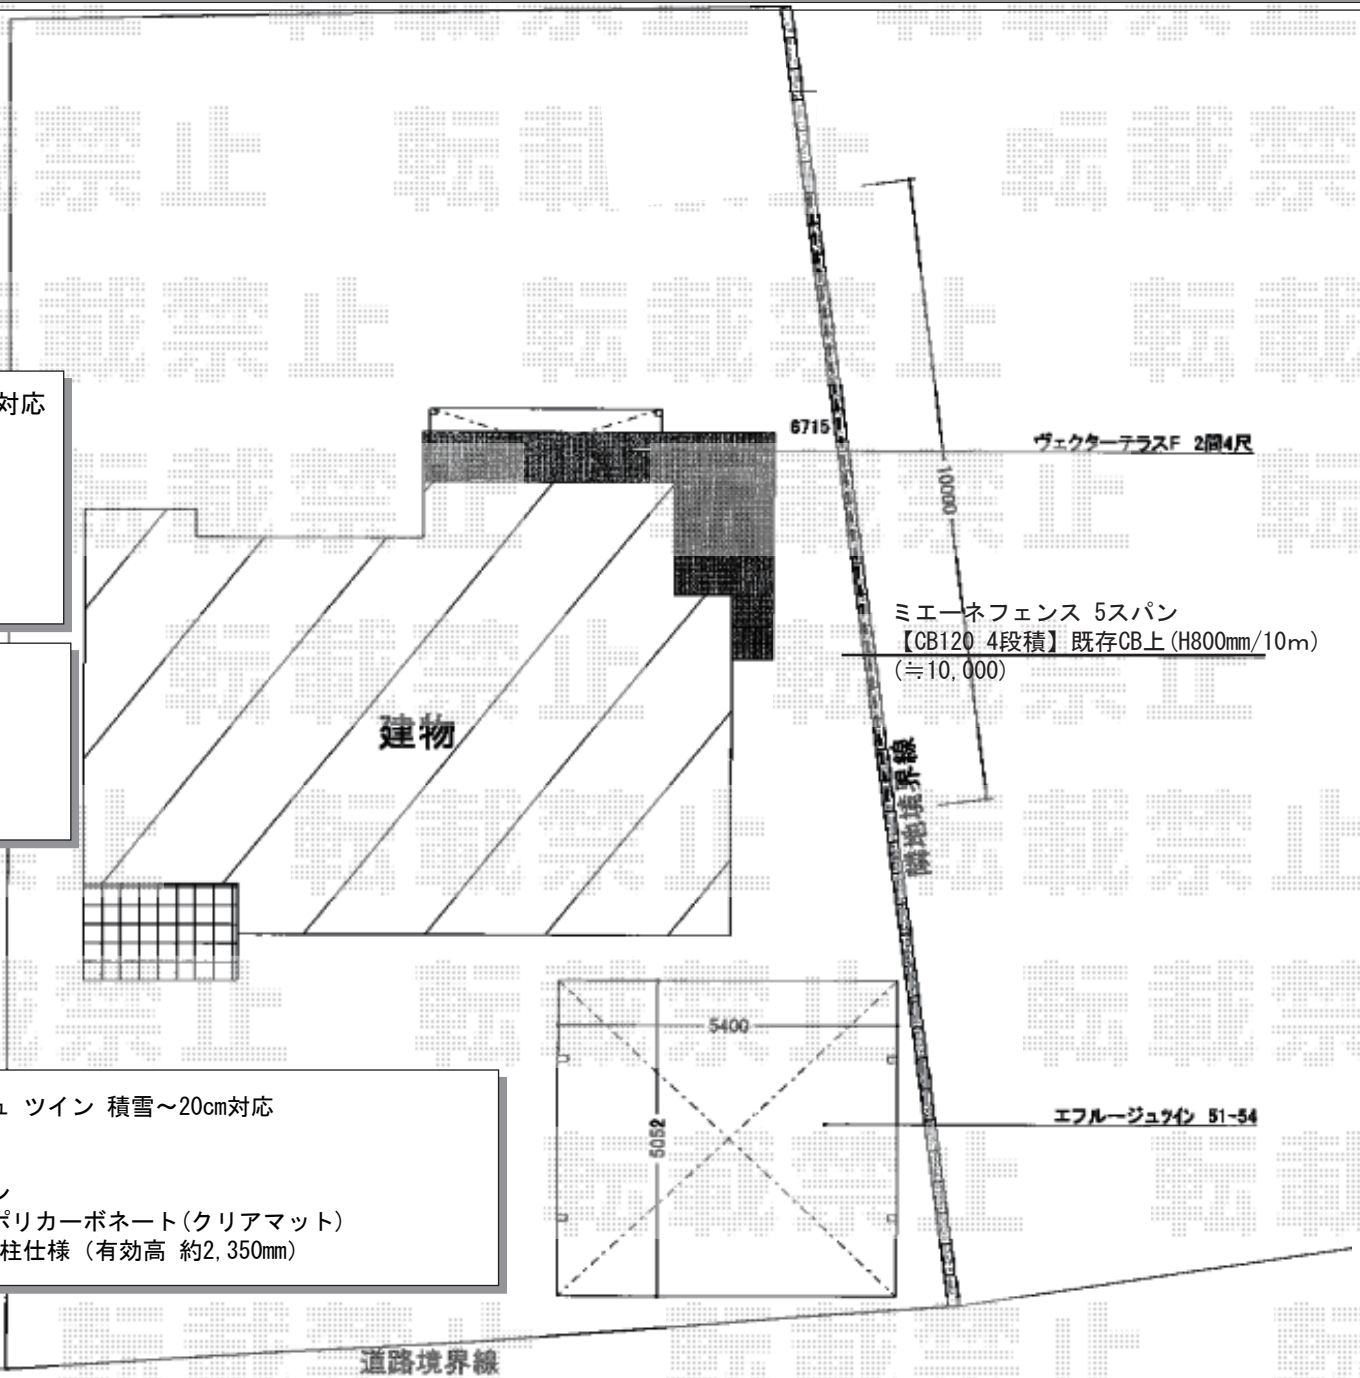 対応
6715
ヴェクターテラスF 2間4尺
10000
ミエーネフェンス 5スパン
【CB120 4段積】既存CB上(H800mm/10m)
(≒10,000)
建物
隣地境界線
5400
5052
エフルージュツイン 51-54
ュ ツイン 積雪～20cm対応
ン
ポリカーボネート(クリアマット)
柱仕様（有効高 約2,350mm）
道路境界線
転載禁止